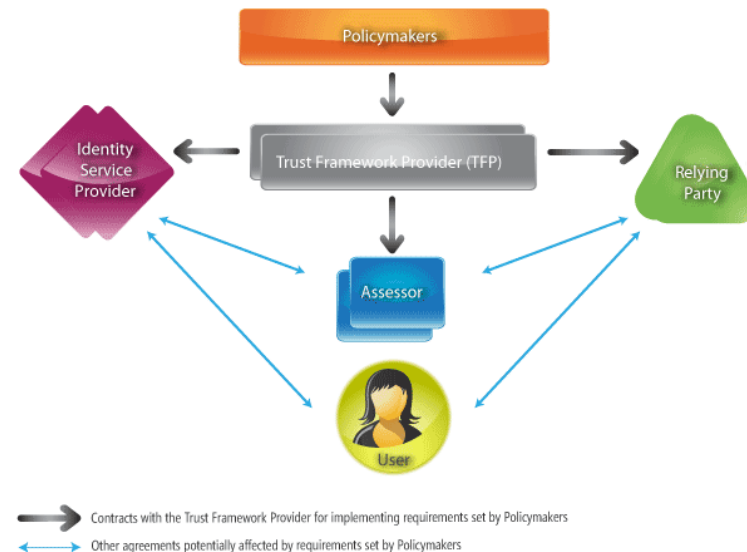 Policymakers
Trust Framework Provider (TFP)
Identity
Service
Provider
Relying
Party
Assessor
User
Contracts with the Trust Framework Provider for implementing requirements set by Policymakers
Other agreements potentially affected by requirements set by Policymakers